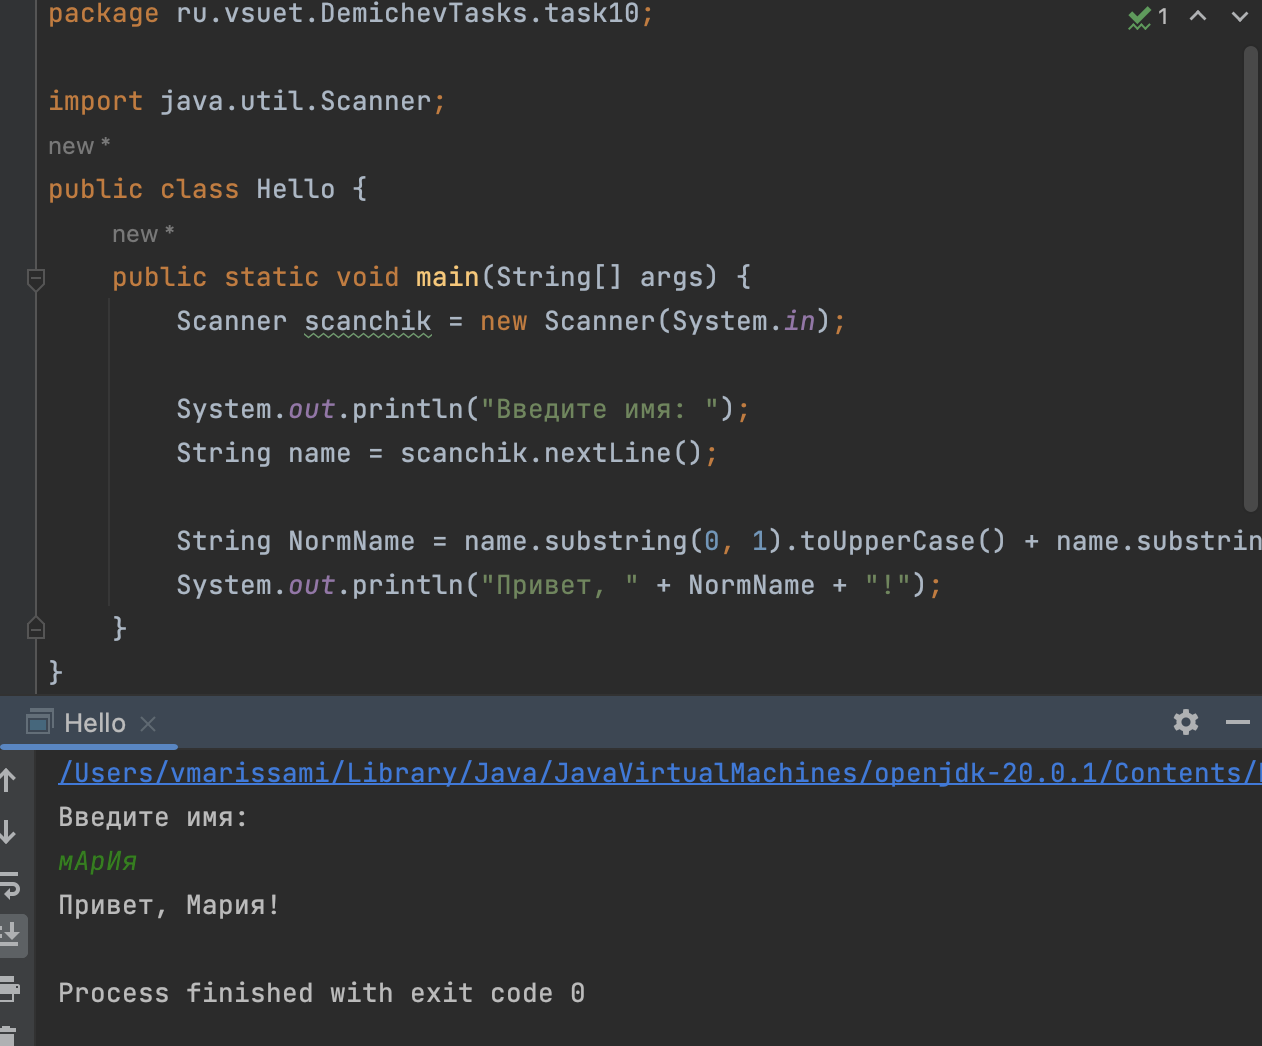 package ru.vsuet.DemichevTasks.task10;
1
import java.util.Scanner;
new *
public class Hello {
new *
public static void main(String[] args) {
Scanner scanchik = new Scanner(System.in);
System.out.println("Введите имя: ");
String name = scanchik.nextLine();
String NormName = name.substring(0, 1).toUpperCase() + name.substrin
System.out.println("Привет, " + NormName + "!");
}
}
Hello
/Users/vmarissami/Library/Java/JavaVirtualMachines/openjdk-20.0.1/Contents/
Введите имя:
мАрИя
Привет, Мария!
Process finished with exit code 0